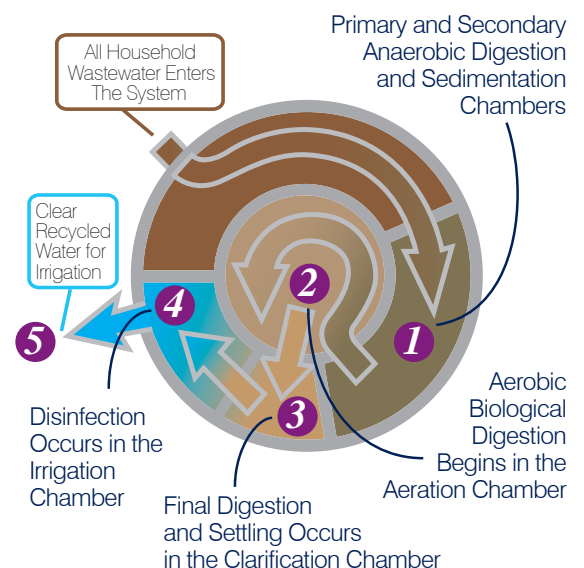 Primary and Secondary
Anaerobic Digestion
and Sedimentation
Chambers
All Household
Wastewater Enters
The System
Clear
Recycled
Water for
Irrigation
1
2
3
4
5
Aerobic
Biological
Digestion
Begins in the
Aeration Chamber
Disinfection
Occurs in the
Irrigation
Chamber
Final Digestion
and Settling Occurs
in the Clarification Chamber